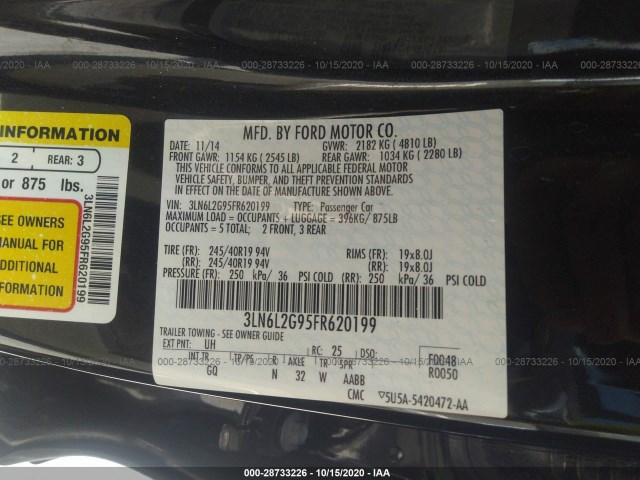 000-28733226 - 10/15/2020 - IAA
INFORMATION
2 REAR: 3
or 875 lbs.
SEE OWNERS
MANUAL FOR
ADDITIONAL
INFORMATION
3LN6L2G95FR620199
MFD. BY FORD MOTOR CO.
DATE: 11/14 GVWR: 2182 KG ( 4810 LB)
FRONT GAWR: 1154 KG ( 2545 LB) REAR GAWR: 1034 KG ( 2280 LB)
THIS VEHICLE CONFORMS TO ALL APPLICABLE FEDERAL MOTOR
VEHICLE SAFETY, BUMPER, AND THEFT PREVENTION STANDARDS
IN EFFECT ON THE DATE OF MANUFACTURE SHOWN ABOVE.
VIN: 3LN6L2G95FR620199 TYPE: Passenger Car
MAXIMUM LOAD = OCCUPANTS + LUGGAGE = 396KG/ 875LB
OCCUPANTS = 5 TOTAL; 2 FRONT, 3 REAR
TIRE (FR): 245/40R19 94V RIMS (FR): 19x8.0J
(RR): 245/40R19 94V (RR): 19x8.0J
PRESSURE (FR): 250 kPa/ 36 PSI COLD (RR): 250 kPa/ 36 PSI COLD
3LN6L2G95FR620199
TRAILER TOWING - SEE OWNER GUIDE
EXT PNT: UH RC: 25 DSO: F0048
INT TR TP/PS R AXLE TR SPR R0050
GQ N 32 W AABB
CMC 5U5A-5420472-AA
000-28733226 - 10/15/2020 - IAA